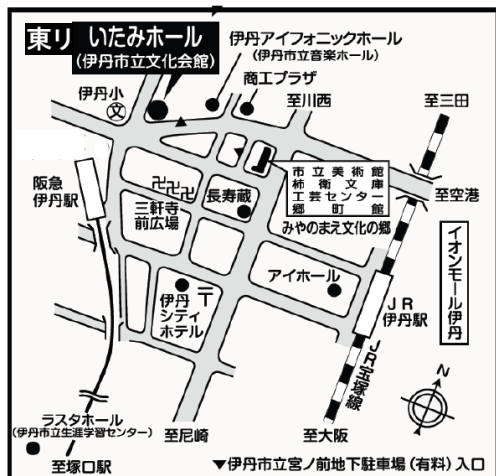 東リ いたみホール
(伊丹市立文化会館)
伊丹アイフォニックホール
(伊丹市立音楽ホール)
商工プラザ
伊丹小
文
至川西
至三田
阪急
伊丹駅
卍卍卍
三軒寺
前広場
長寿蔵
市立美術館
柿衞文庫
工芸センター
郷町館
みやのまえ文化の郷
至空港
イオンモール伊丹
アイホール
伊丹
シティ
ホテル
〒
JR
伊丹駅
JR宝塚線
N
ラスタホール
(伊丹市立生涯学習センター)
至塚口駅
至尼崎
至大阪
▼伊丹市立宮ノ前地下駐車場(有料)入口